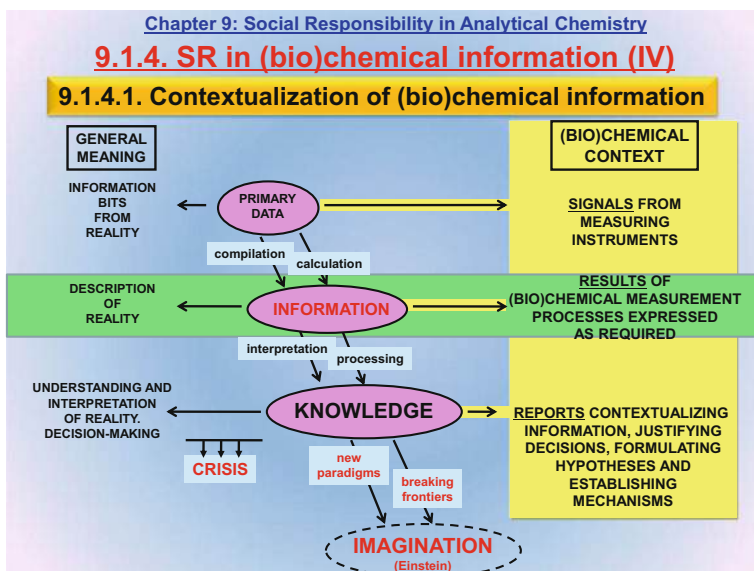 Chapter 9: Social Responsibility in Analytical Chemistry
9.1.4. SR in (bio)chemical information (IV)
9.1.4.1. Contextualization of (bio)chemical information
GENERAL
MEANING
(BIO)CHEMICAL
CONTEXT
INFORMATION
BITS
FROM
REALITY
PRIMARY
DATA
SIGNALS FROM
MEASURING
INSTRUMENTS
compilation
calculation
DESCRIPTION
OF
REALITY
INFORMATION
RESULTS OF
(BIO)CHEMICAL MEASUREMENT
PROCESSES EXPRESSED
AS REQUIRED
interpretation
processing
UNDERSTANDING AND
INTERPRETATION
OF REALITY.
DECISION-MAKING
KNOWLEDGE
REPORTS CONTEXTUALIZING
INFORMATION, JUSTIFYING
DECISIONS, FORMULATING
HYPOTHESES AND
ESTABLISHING
MECHANISMS
CRISIS
new
paradigms
breaking
frontiers
IMAGINATION
(Einstein)